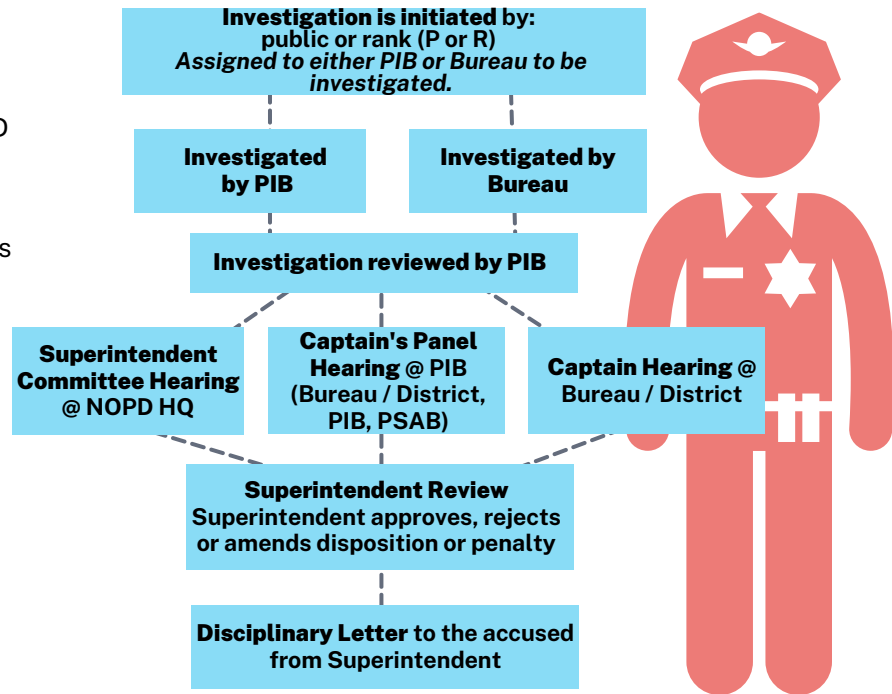 Investigation is initiated by:
public or rank (P or R)
Assigned to either PIB or Bureau to be
investigated.
Investigated
by PIB
Investigated by
Bureau
Investigation reviewed by PIB
Superintendent
Committee Hearing
@ NOPD HQ
Captain's Panel
Hearing @ PIB
(Bureau / District,
PIB, PSAB)
Captain Hearing @
Bureau / District
Superintendent Review
Superintendent approves, rejects
or amends disposition or penalty
Disciplinary Letter to the accused
from Superintendent